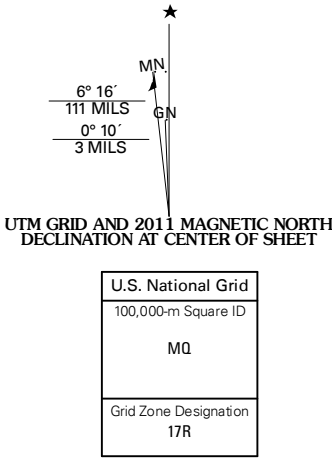 MN.
6° 16´
111 MILS
GN
0° 10´
3 MILS
UTM GRID AND 2011 MAGNETIC NORTH
DECLINATION AT CENTER OF SHEET
U.S. National Grid
100,000-m Square ID
MQ
Grid Zone Designation
17R